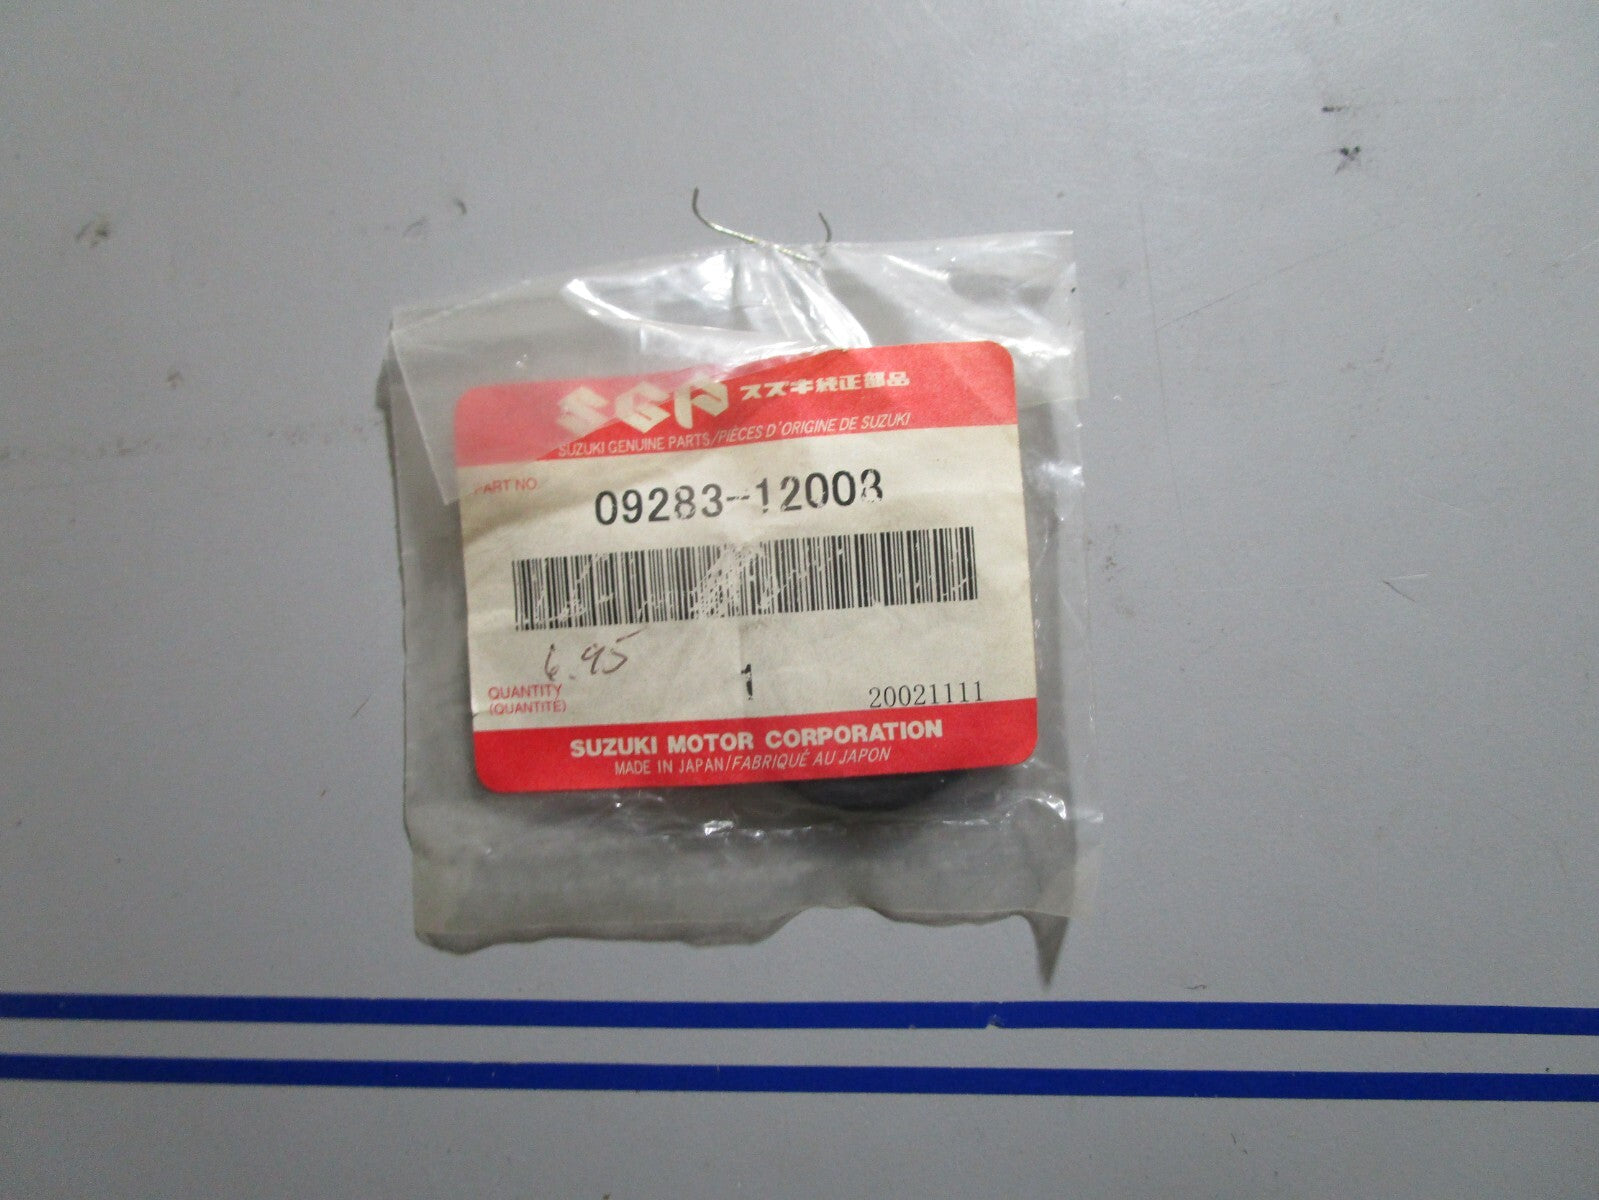 SGP スズキ純正部品
SUZUKI GENUINE PARTS/PIÈCES D'ORIGINE DE SUZUKI
PART NO.
09283-12008
6.95
QUANTITY
(QUANTITÉ)
1
20021111
SUZUKI MOTOR CORPORATION
MADE IN JAPAN/FABRIQUÉ AU JAPON